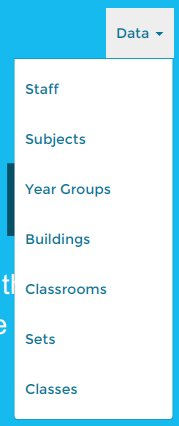 Data
Staff
Subjects
Year Groups
Buildings
Classrooms
Sets
Classes